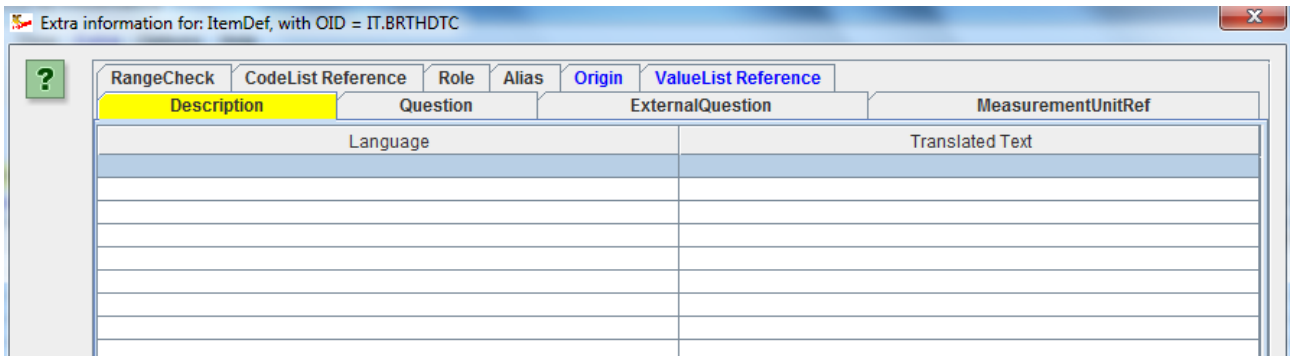 Extra information for: ItemDef, with OID = IT.BRTHDTC
x
?
RangeCheck CodeList Reference Role Alias Origin ValueList Reference
Description Question ExternalQuestion MeasurementUnitRef
Language Translated Text